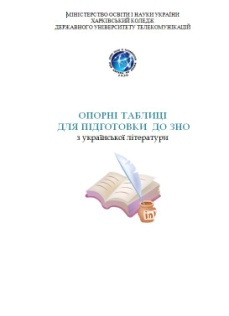 МІНІСТЕРСТВО ОСВІТИ І НАУКИ УКРАЇНИ
ХАРКІВСЬКИЙ КОЛЕДЖ
ДЕРЖАВНОГО УНІВЕРСИТЕТУ ТЕЛЕКОМУНІКАЦІЙ
ОПОРНІ ТАБЛИЦІ
ДЛЯ ПІДГОТОВКИ ДО ЗНО
з української літератури